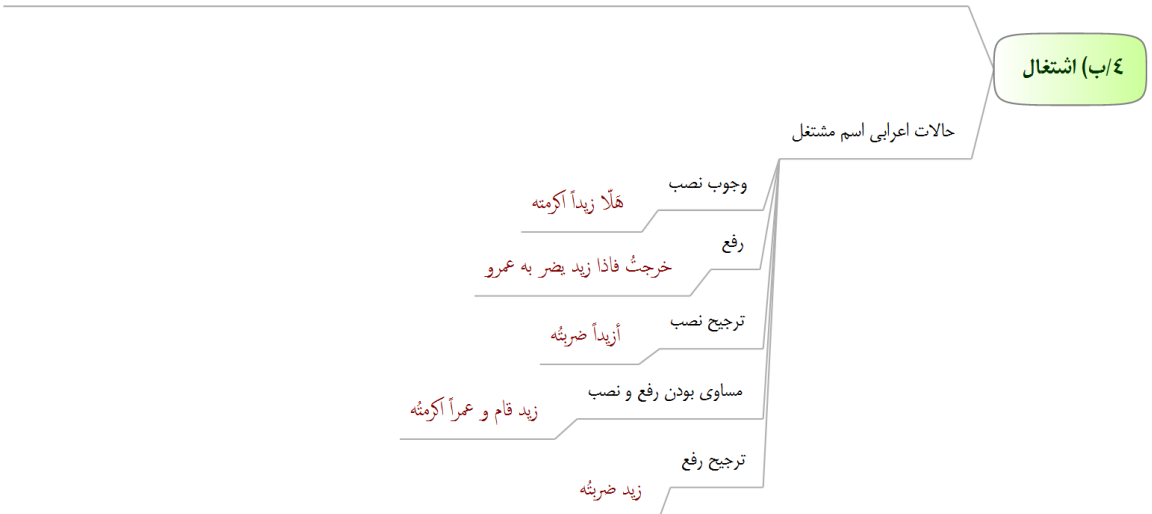 ٤/ب) اشتغال
حالات اعرابی اسم مشتغل
وجوب نصب
هَلّا زیداً اکرمته
رفع
خرجتُ فاذا زید یضر به عمرو
ترجیح نصب
أزیداً ضربتُه
مساوی بودن رفع و نصب
زید قام و عمراً اکرمتُه
ترجیح رفع
زید ضربتُه